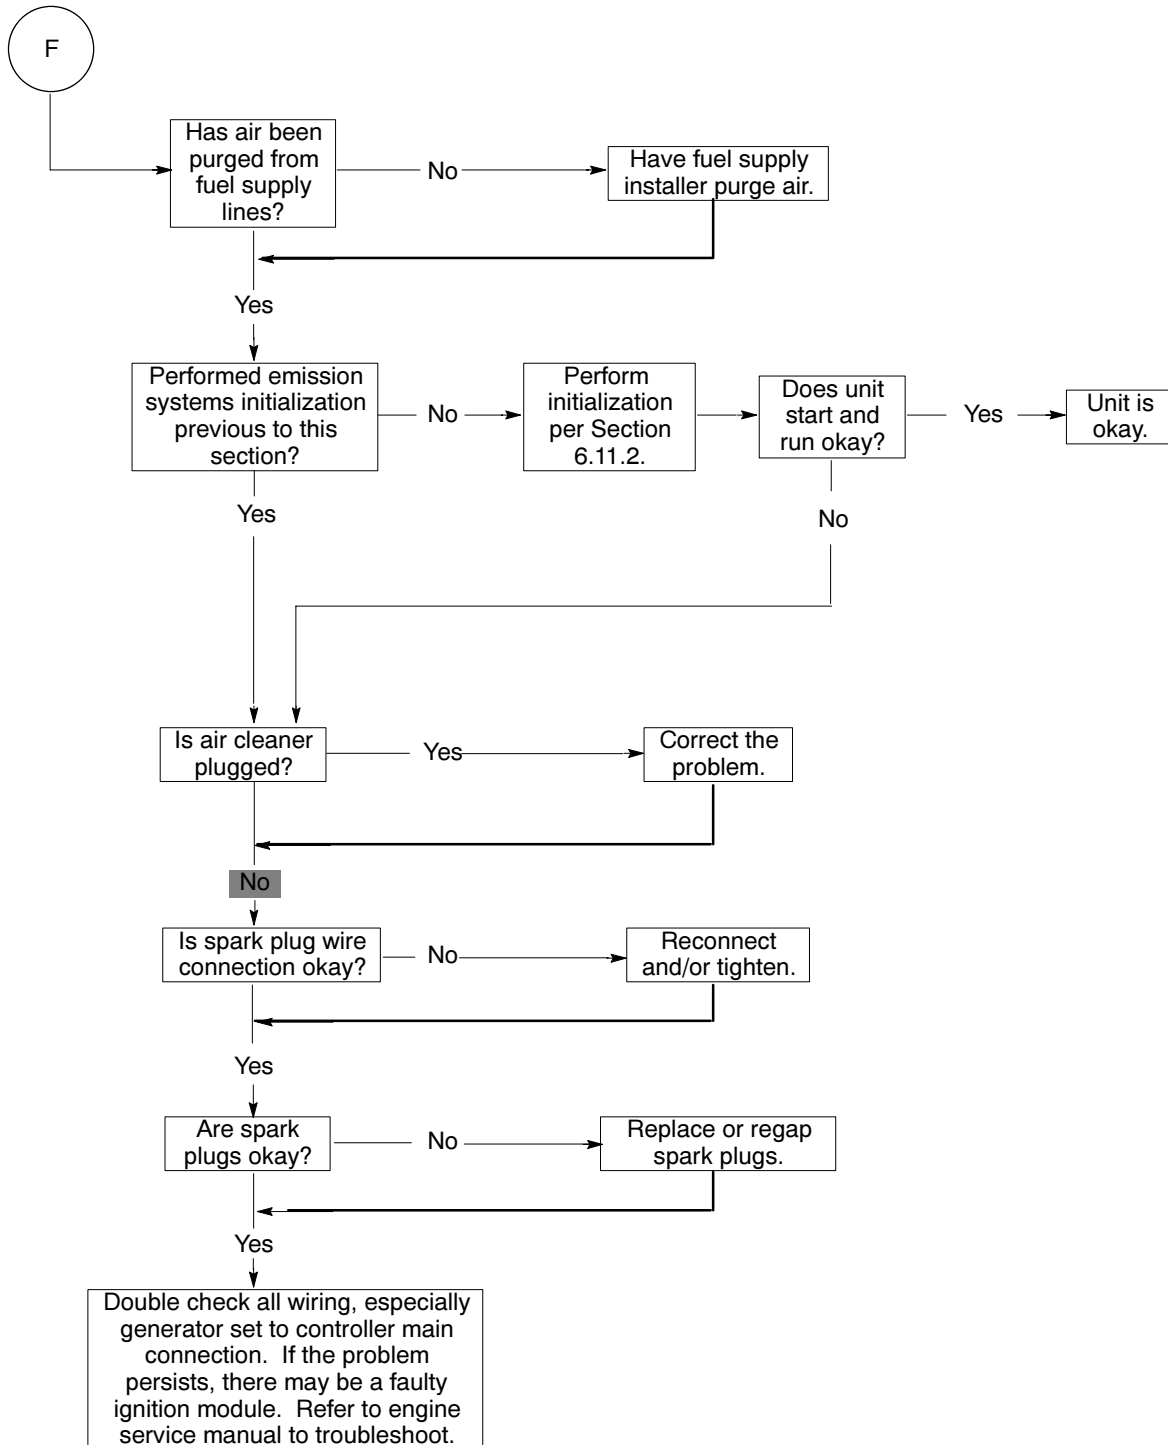 F
Has air been
purged from
fuel supply
lines?
No
Have fuel supply
installer purge air.
Yes
Performed emission
systems initialization
previous to this
section?
No
Perform
initialization
per Section
6.11.2.
Does unit
start and
run okay?
Yes
Unit is
okay.
Yes
No
Is air cleaner
plugged?
Yes
Correct the
problem.
No
Is spark plug wire
connection okay?
No
Reconnect
and/or tighten.
Yes
Are spark
plugs okay?
No
Replace or regap
spark plugs.
Yes
Double check all wiring, especially
generator set to controller main
connection.  If the problem
persists, there may be a faulty
ignition module.  Refer to engine
service manual to troubleshoot.